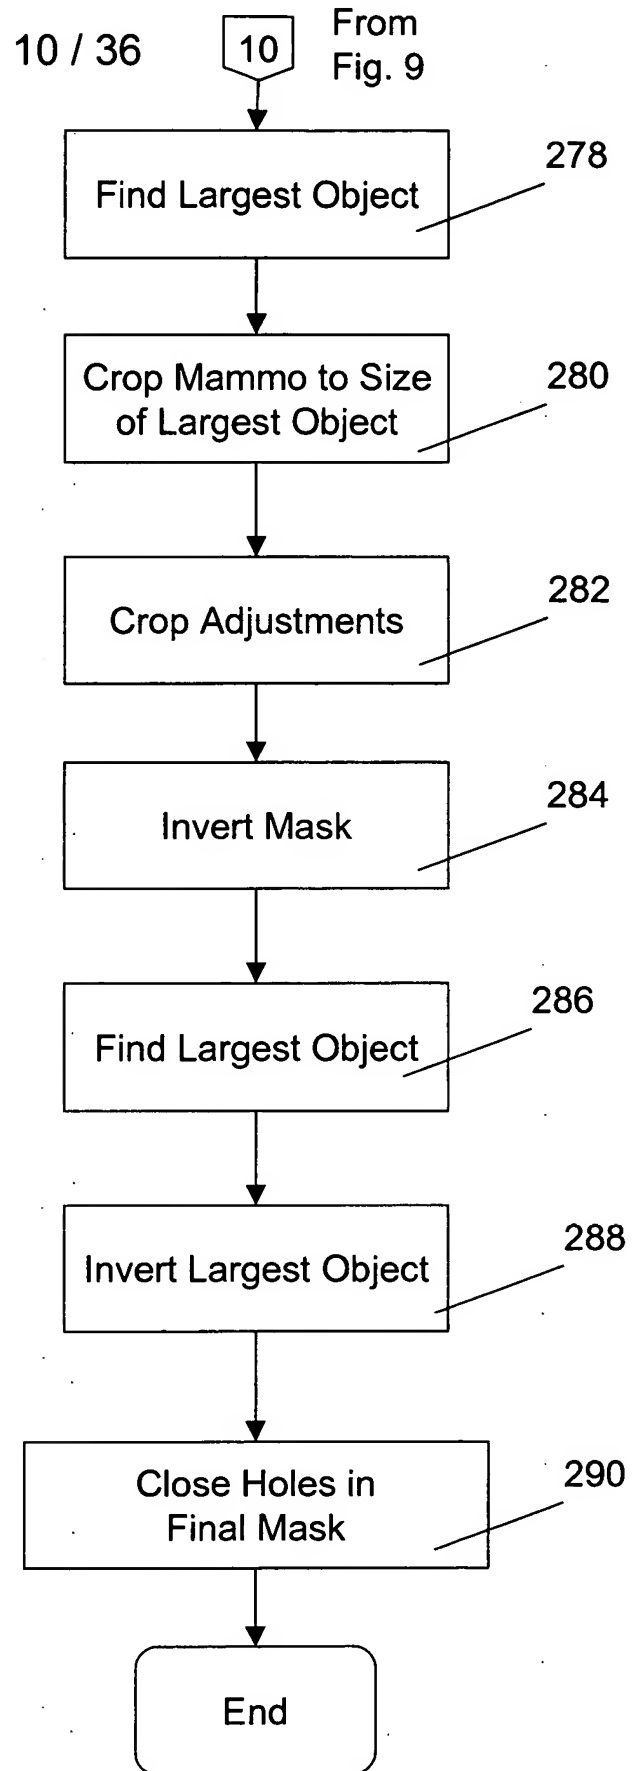 10 / 36
10
From
Fig. 9
Find Largest Object
278
Crop Mammo to Size
of Largest Object
280
Crop Adjustments
282
Invert Mask
284
Find Largest Object
286
Invert Largest Object
288
Close Holes in
Final Mask
290
End